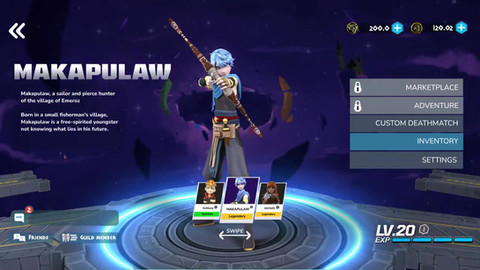 200.0
120.02
MAKAPULAW
Makapulaw, a sailor and pierce hunter
of the village of Emeroz
Born in a small fisherman's village,
Makapulaw is a free-spirited youngster
not knowing what lies in his future.
MARKETPLACE
ADVENTURE
CUSTOM DEATHMATCH
INVENTORY
SETTINGS
MAKAPULAW
Legendary
Legendary
SWIPE
2
Friends
Guild member
LV.20
EXP